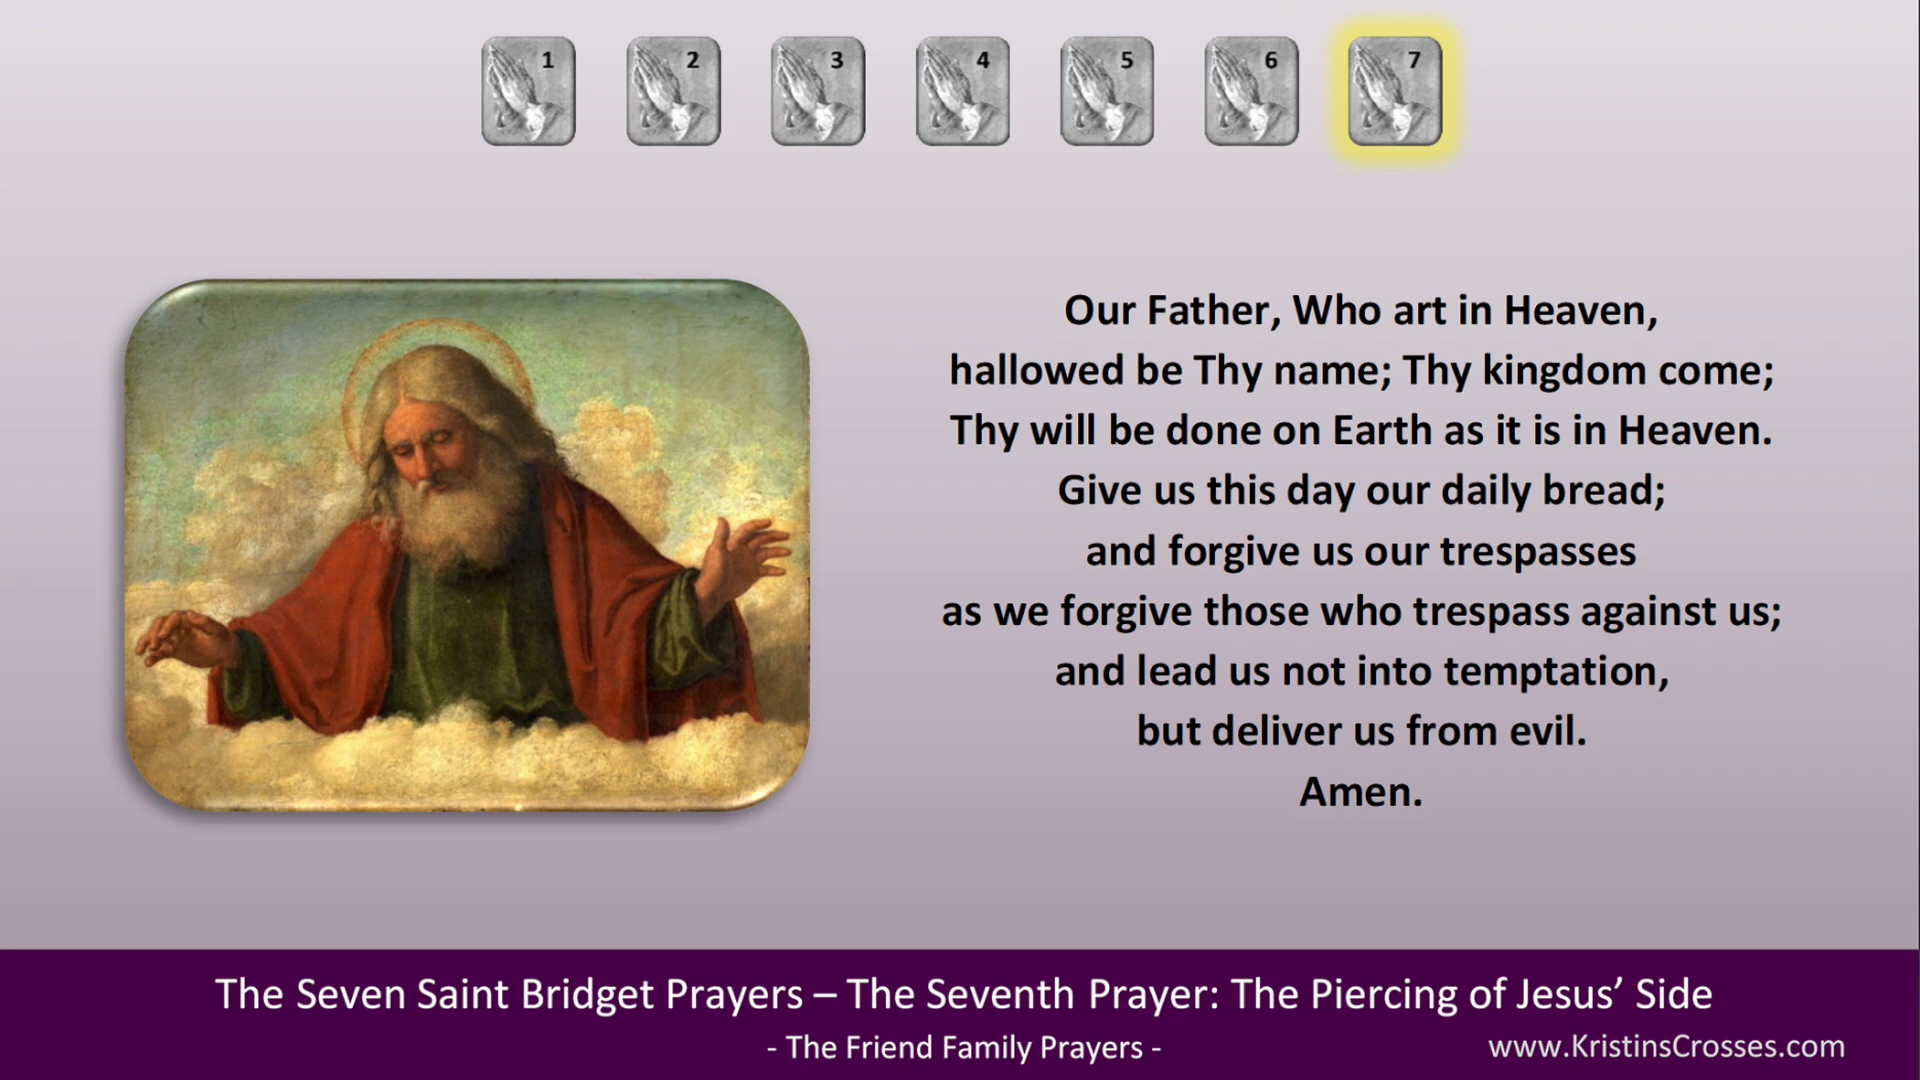 1 2 3 4 5 6 7
Our Father, Who art in Heaven,
hallowed be Thy name; Thy kingdom come;
Thy will be done on Earth as it is in Heaven.
Give us this day our daily bread;
and forgive us our trespasses
as we forgive those who trespass against us;
and lead us not into temptation,
but deliver us from evil.
Amen.
The Seven Saint Bridget Prayers – The Seventh Prayer: The Piercing of Jesus’ Side
- The Friend Family Prayers -
www.KristinsCrosses.com